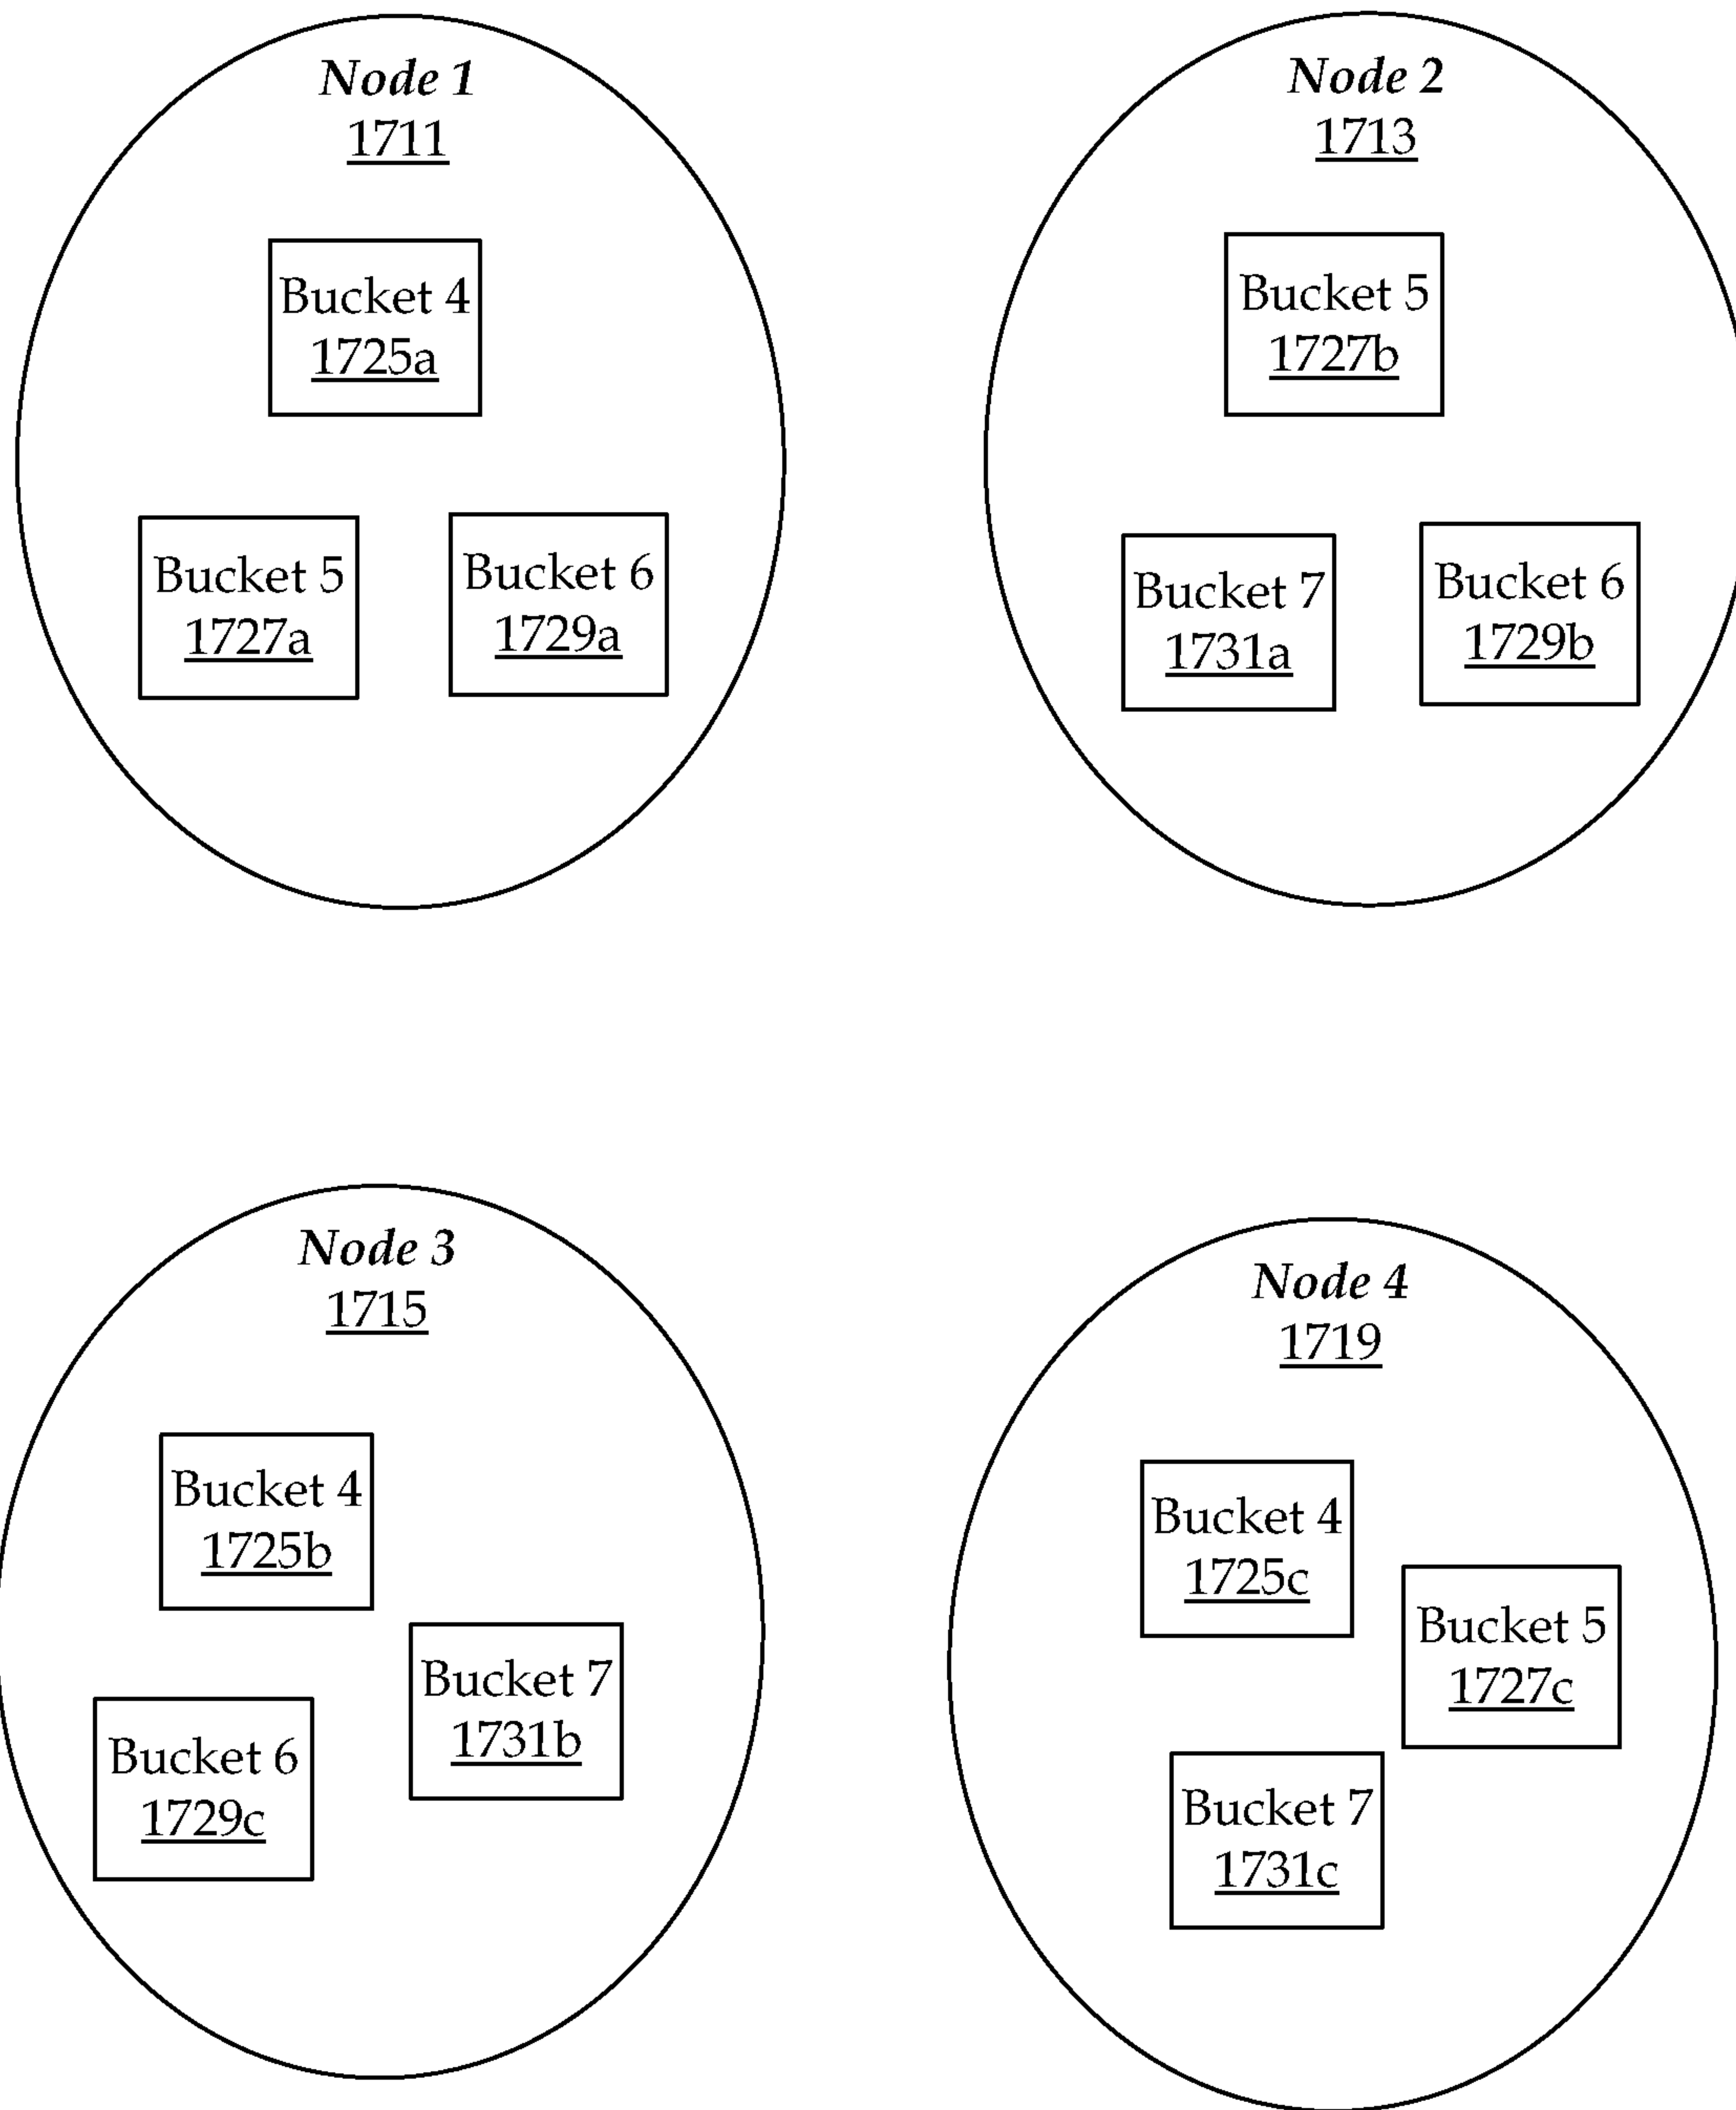 Node 1
1711
Bucket 4
1725a
Bucket 5
1727a
Bucket 6
1729a
Node 2
1713
Bucket 5
1727b
Bucket 7
1731a
Bucket 6
1729b
Node 3
1715
Bucket 4
1725b
Bucket 7
1731b
Bucket 6
1729c
Node 4
1719
Bucket 4
1725c
Bucket 5
1727c
Bucket 7
1731c